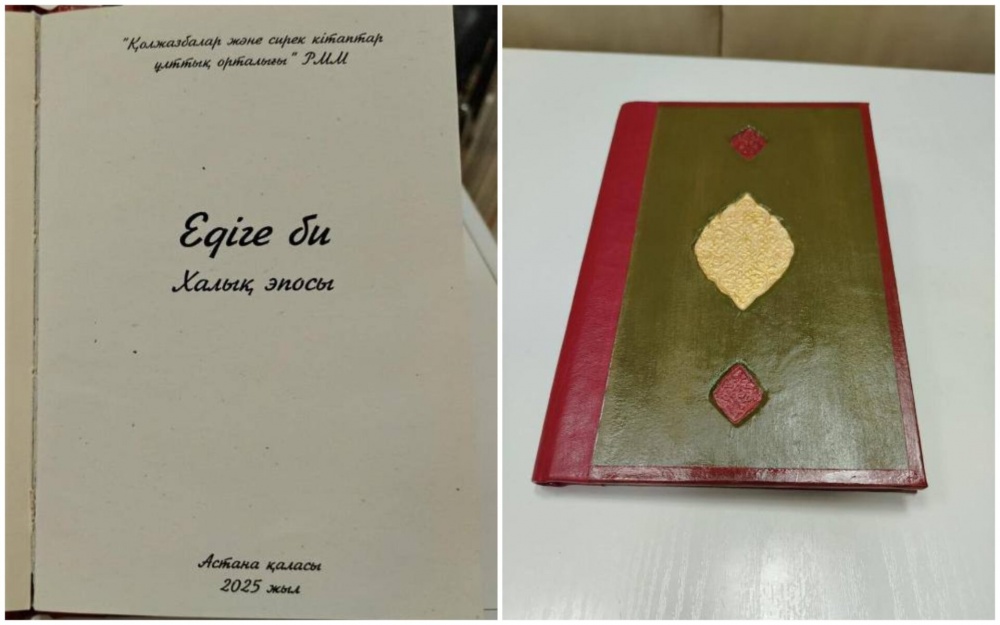 "Қолжазбалар және сирек кітаптар
ұлттық орталығы" РММ
Едіге би
Халық эпосы
Астана қаласы
2025 жыл